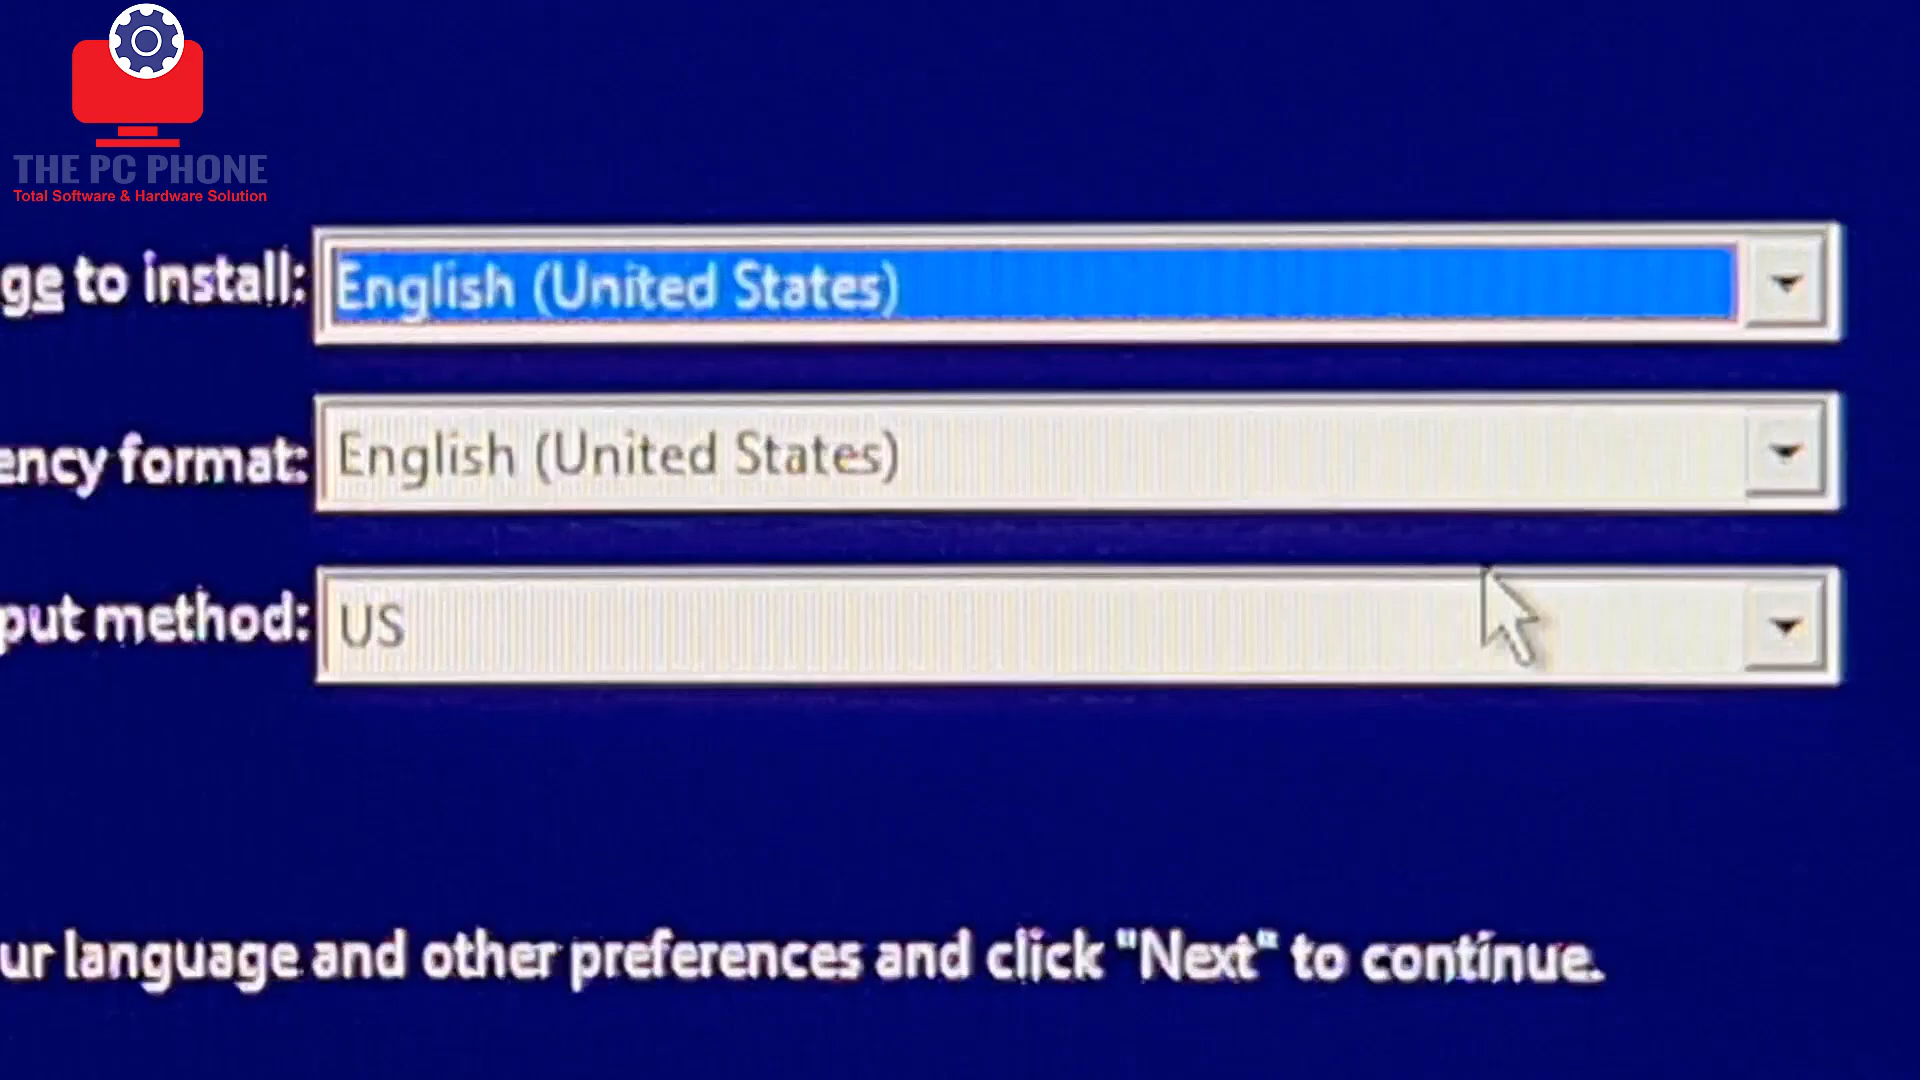 THE PC PHONE
Total Software & Hardware Solution
ge to install: English (United States)
ency format: English (United States)
put method: US
ur language and other preferences and click "Next" to continue.